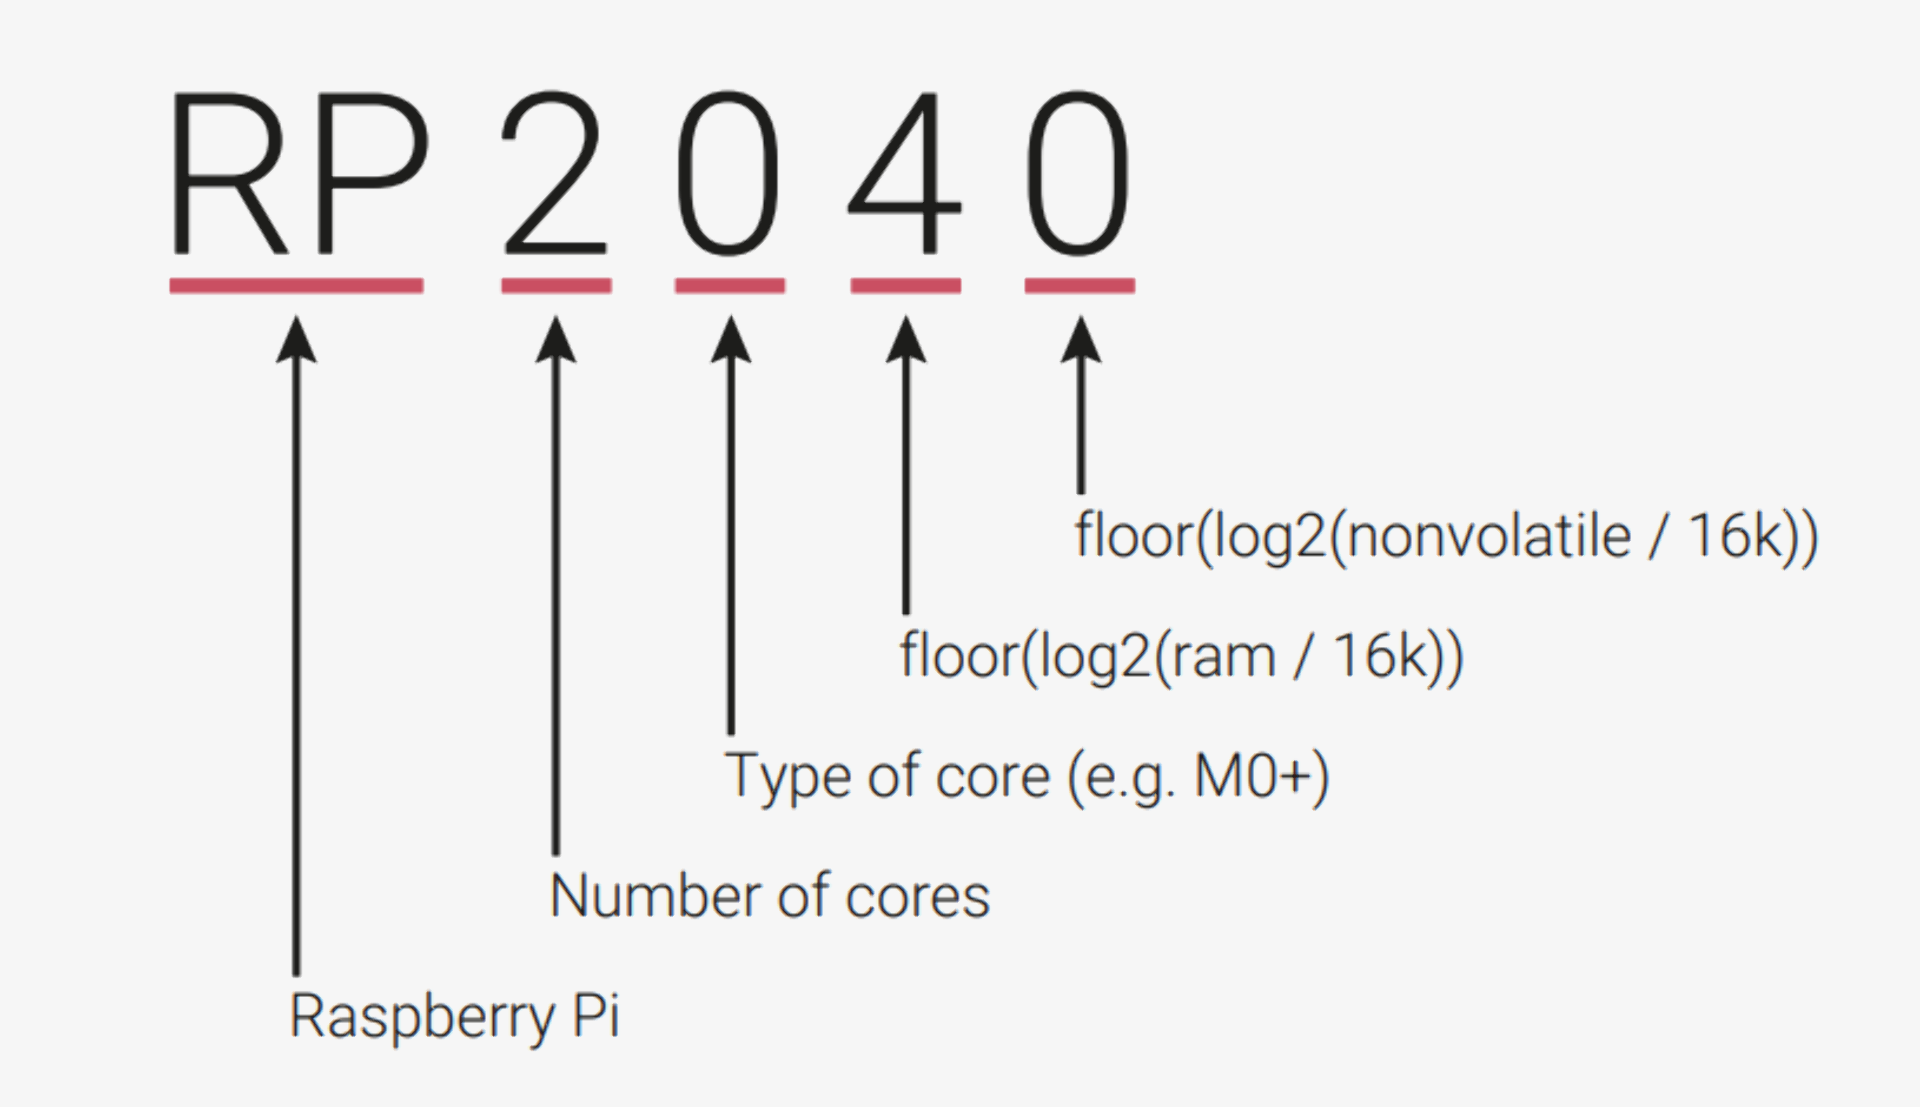 RP 2 0 4 0
floor(log2(nonvolatile / 16k))
floor(log2(ram / 16k))
Type of core (e.g. M0+)
Number of cores
Raspberry Pi